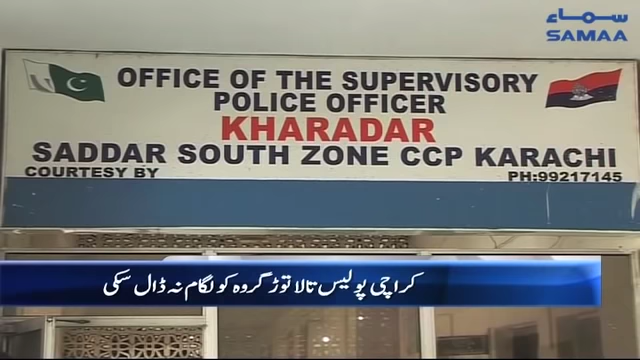 سماء
SAMAA
OFFICE OF THE SUPERVISORY
POLICE OFFICER
KHARADAR
SADDAR SOUTH ZONE CCP KARACHI
COURTESY BY PH:99217145
کراچی پولیس تالا توڑ گروہ کو لگام نہ ڈال سکی